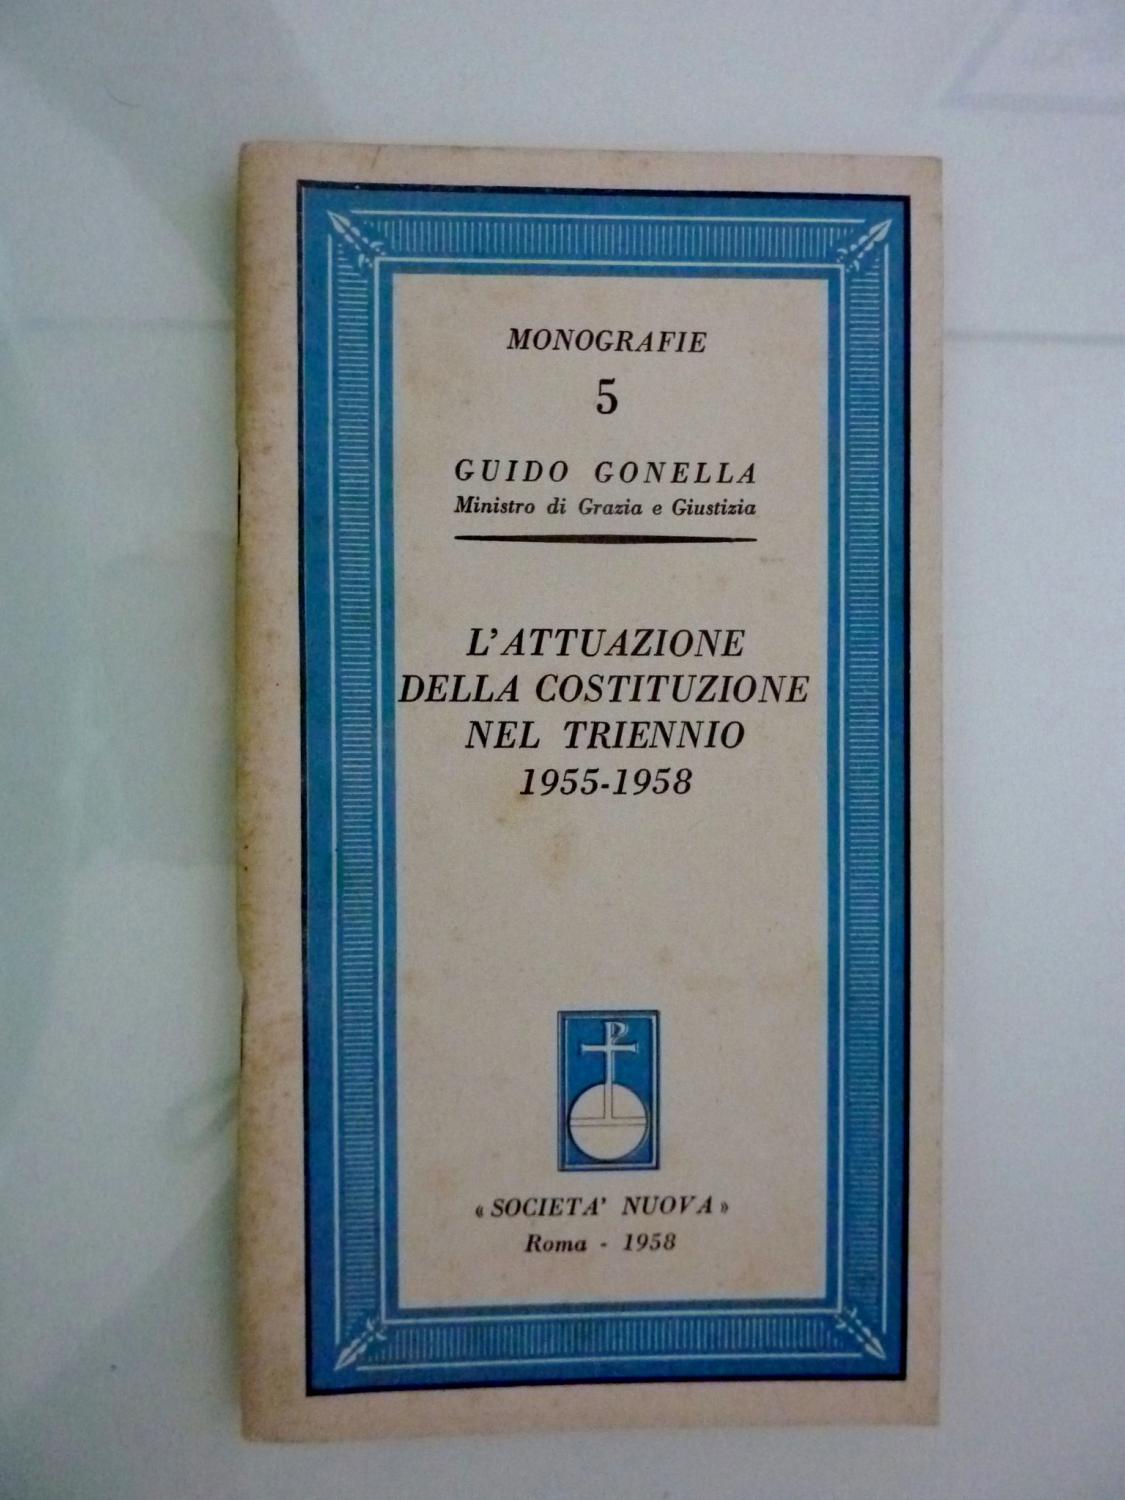 MONOGRAFIE
5
GUIDO GONELLA
Ministro di Grazia e Giustizia
L'ATTUAZIONE
DELLA COSTITUZIONE
NEL TRIENNIO
1955-1958
« SOCIETA' NUOVA »
Roma - 1958